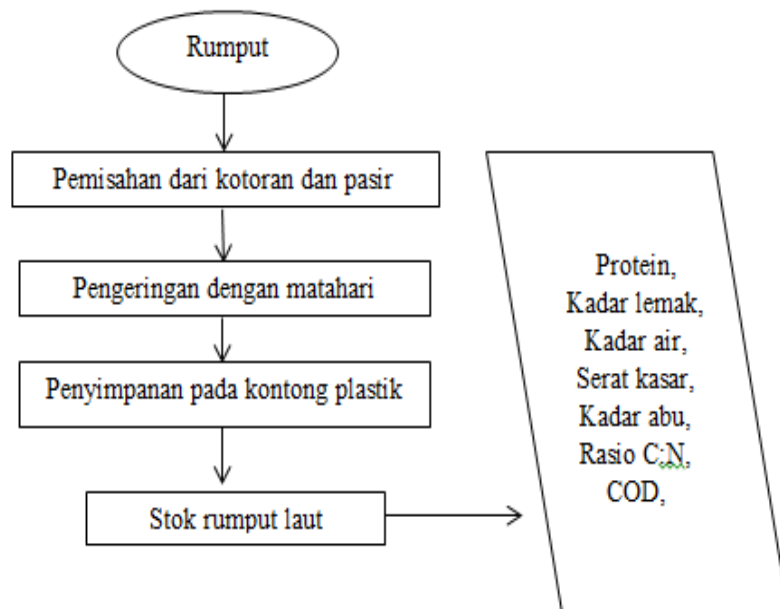 Rumput
Pemisahan dari kotoran dan pasir
Pengeringan dengan matahari
Penyimpanan pada kontong plastik
Stok rumput laut
Protein,
Kadar lemak,
Kadar air,
Serat kasar,
Kadar abu,
Rasio C:N,
COD,